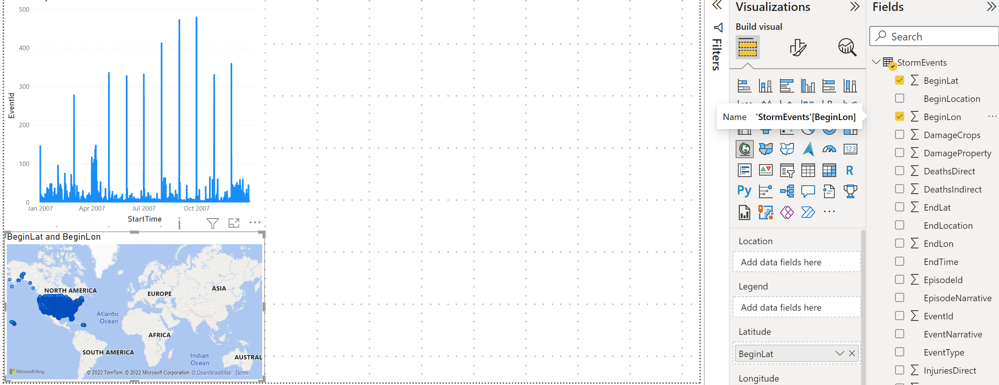 500
400
300
200
100
0
EventId
Jan 2007
Apr 2007
Jul 2007
Oct 2007
StartTime
BeginLat and BeginLon
NORTH AMERICA
EUROPE
ASIA
Atlantic
Ocean
AFRICA
SOUTH AMERICA
Indian
Ocean
AUSTRAL
Microsoft Bing
© 2022 TomTom, © 2022 Microsoft Corporation, © OpenStreetMap Terms
Filters
Visualizations
Build visual
Name 'StormEvents'[BeginLon]
123
R
Py
Location
Add data fields here
Legend
Add data fields here
Latitude
BeginLat
Longitude
Fields
Search
StormEvents
BeginLat
BeginLocation
BeginLon
DamageCrops
DamageProperty
DeathsDirect
DeathsIndirect
EndLat
EndLocation
EndLon
EndTime
EpisodeId
EpisodeNarrative
EventId
EventNarrative
EventType
InjuriesDirect